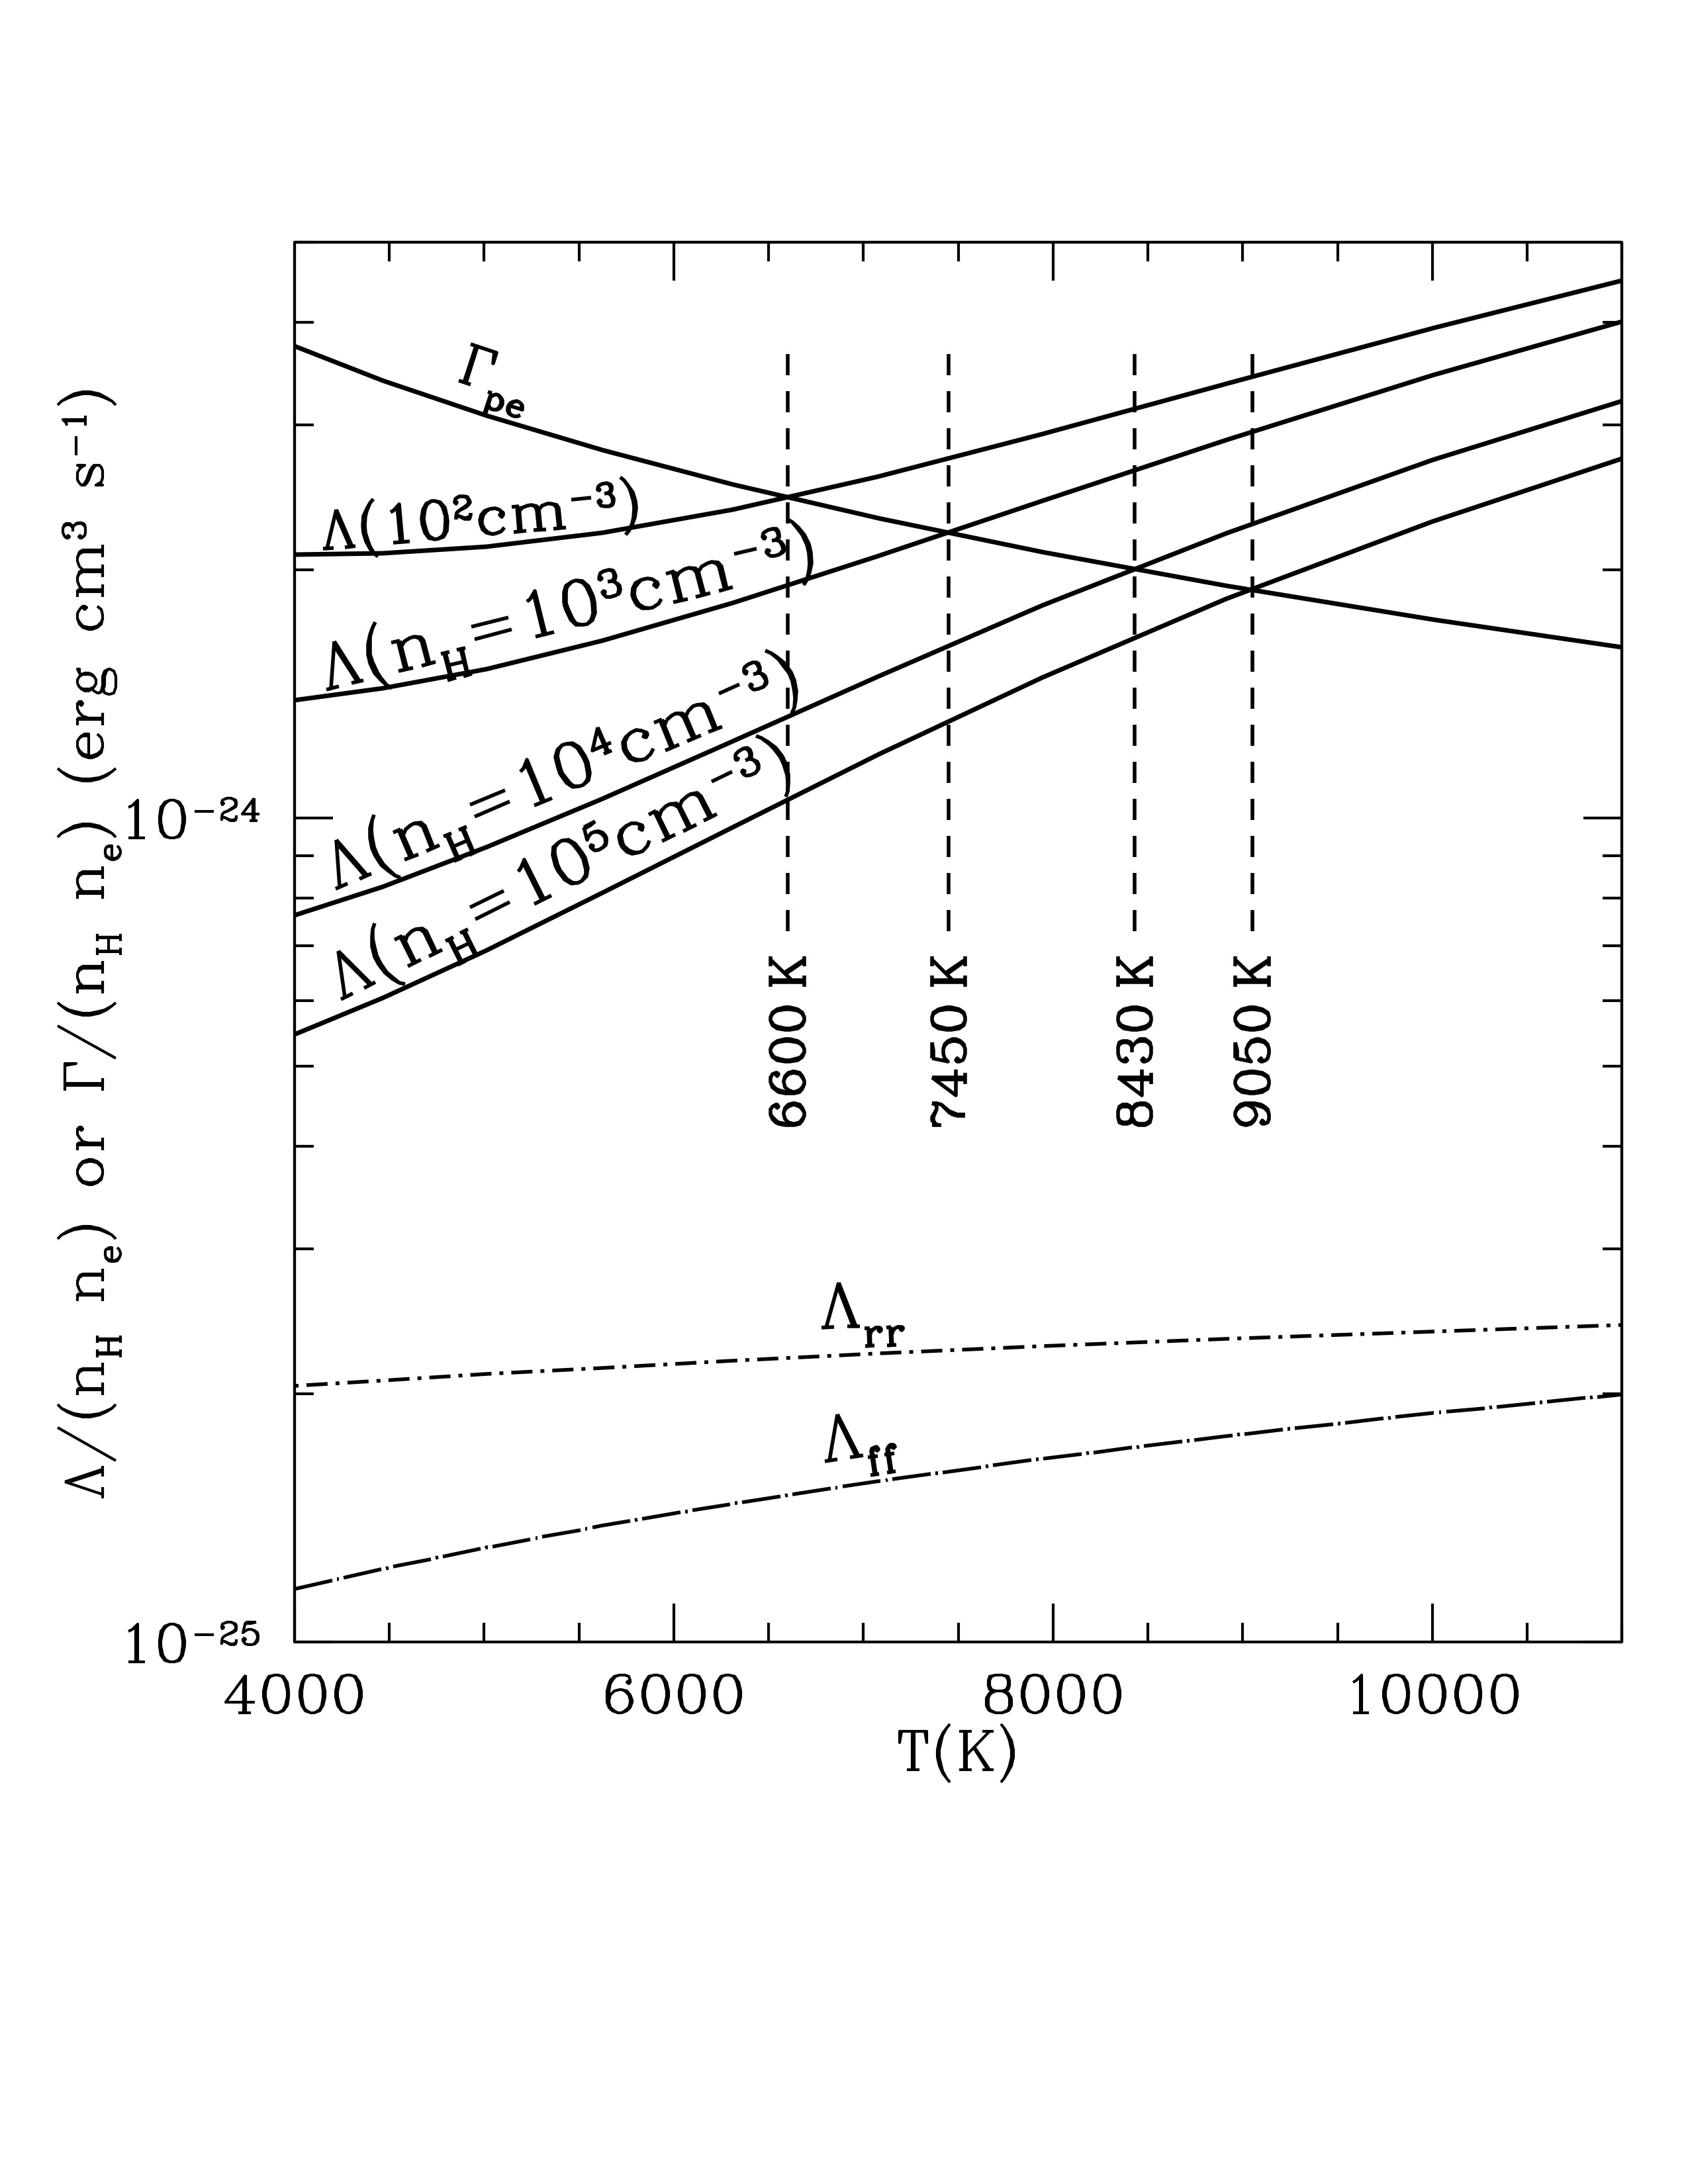 Λ/(n_H n_e) or Γ/(n_H n_e) (erg cm³ s⁻¹)
Γ_pe
Λ(10²cm⁻³)
Λ(n_H=10³cm⁻³)
Λ(n_H=10⁴cm⁻³)
Λ(n_H=10⁵cm⁻³)
10⁻²⁴
6600 K
7450 K
8430 K
9050 K
Λ_rr
Λ_ff
10⁻²⁵
4000 6000 8000 10000
T(K)